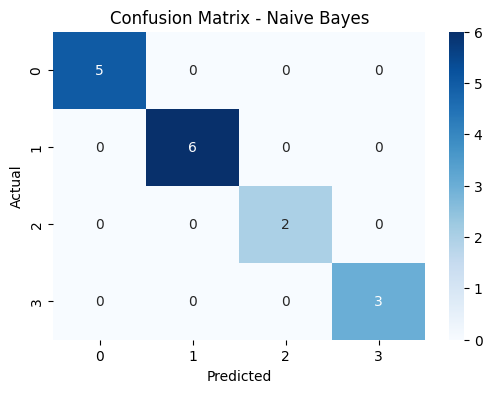 Confusion Matrix - Naive Bayes
6
0 5 0 0 0
5
1 0 6 0 0
4
3
2 0 0 2 0
2
3 0 0 0 3
1
0
0 1 2 3
Actual
Predicted